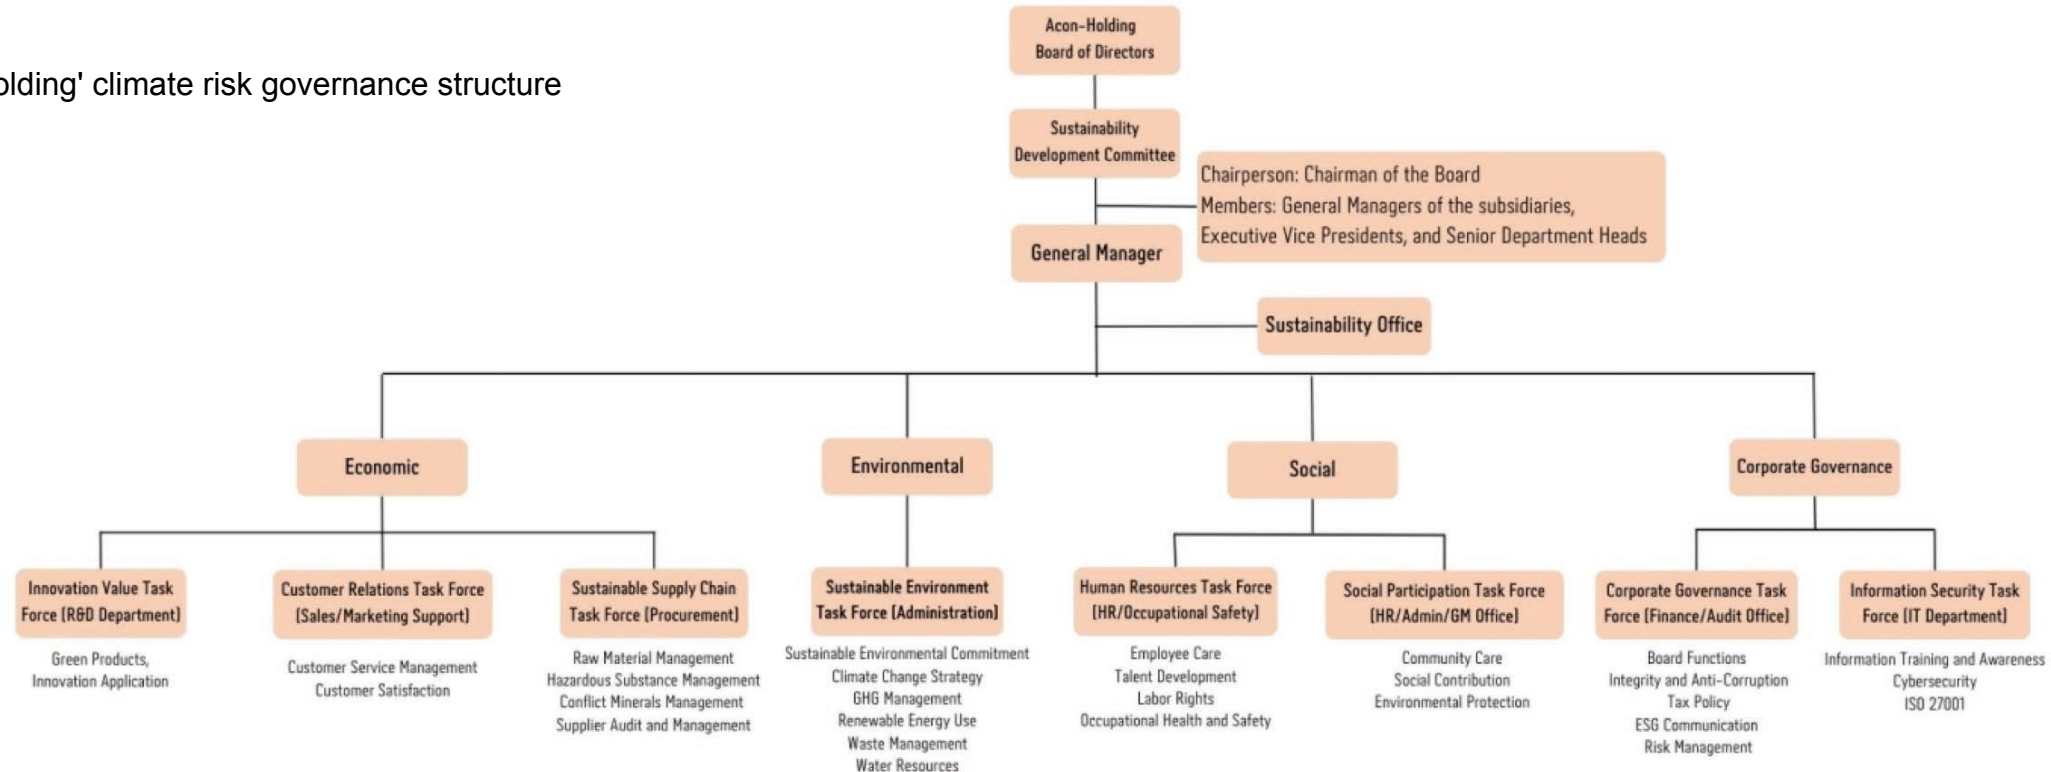 olding' climate risk governance structure
Acon-Holding
Board of Directors
Sustainability
Development Committee
Chairperson: Chairman of the Board
Members: General Managers of the subsidiaries,
Executive Vice Presidents, and Senior Department Heads
General Manager
Sustainability Office
Economic
Environmental
Social
Corporate Governance
Innovation Value Task
Force (R&D Department)
Green Products,
Innovation Application
Customer Relations Task Force
(Sales/Marketing Support)
Customer Service Management
Customer Satisfaction
Sustainable Supply Chain
Task Force (Procurement)
Raw Material Management
Hazardous Substance Management
Conflict Minerals Management
Supplier Audit and Management
Sustainable Environment
Task Force (Administration)
Sustainable Environmental Commitment
Climate Change Strategy
GHG Management
Renewable Energy Use
Waste Management
Water Resources
Human Resources Task Force
(HR/Occupational Safety)
Employee Care
Talent Development
Labor Rights
Occupational Health and Safety
Social Participation Task Force
(HR/Admin/GM Office)
Community Care
Social Contribution
Environmental Protection
Corporate Governance Task
Force (Finance/Audit Office)
Board Functions
Integrity and Anti-Corruption
Tax Policy
ESG Communication
Risk Management
Information Security Task
Force (IT Department)
Information Training and Awareness
Cybersecurity
ISO 27001